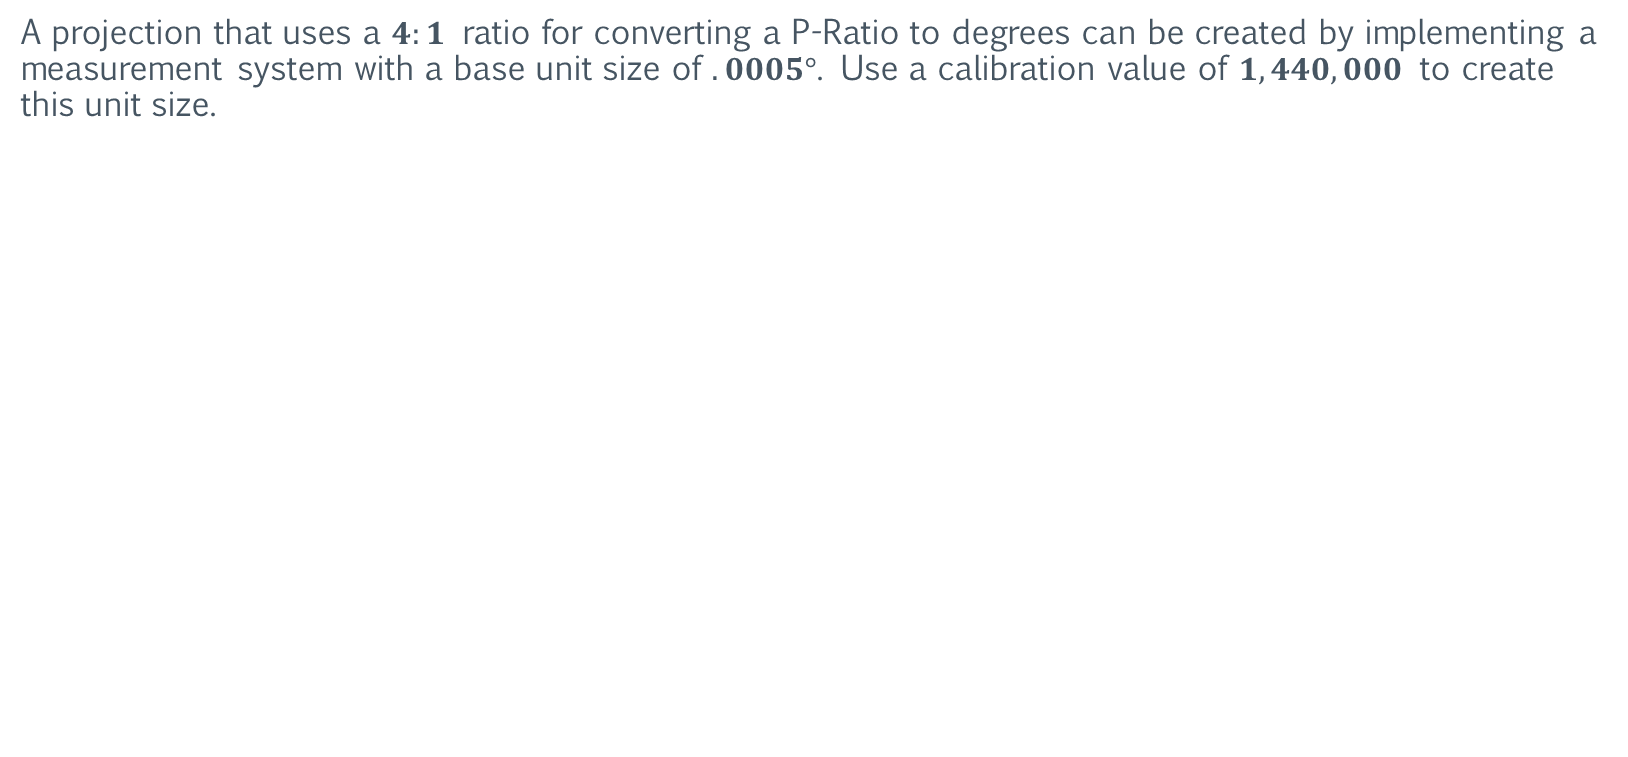 A projection that uses a 4:1 ratio for converting a P-Ratio to degrees can be created by implementing a
measurement system with a base unit size of .0005°. Use a calibration value of 1,440,000 to create
this unit size.